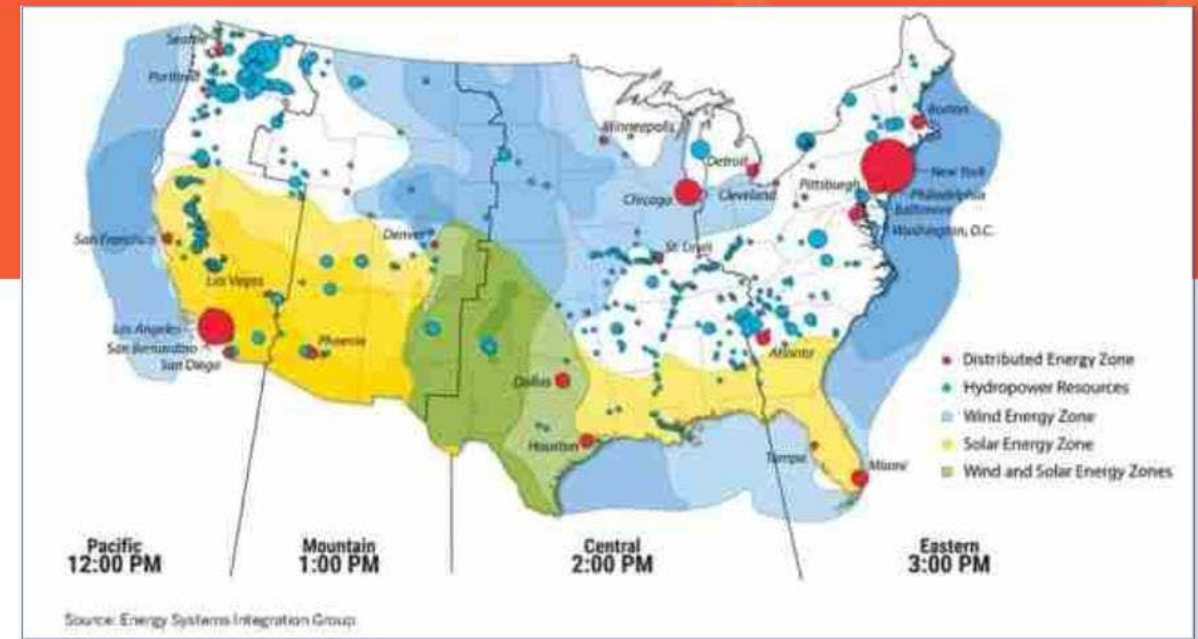 Seattle
Portland
Minneapolis
Boston
Detroit
New York
Chicago
Cleveland
Pittsburgh
Philadelphia
Baltimore
Washington, D.C.
San Francisco
Denver
St. Louis
Las Vegas
Los Angeles
San Bernardino
San Diego
Phoenix
Atlanta
Dallas
Houston
Tampa
Miami
Distributed Energy Zone
Hydropower Resources
Wind Energy Zone
Solar Energy Zone
Wind and Solar Energy Zones
Pacific
12:00 PM
Mountain
1:00 PM
Central
2:00 PM
Eastern
3:00 PM
Source: Energy Systems Integration Group